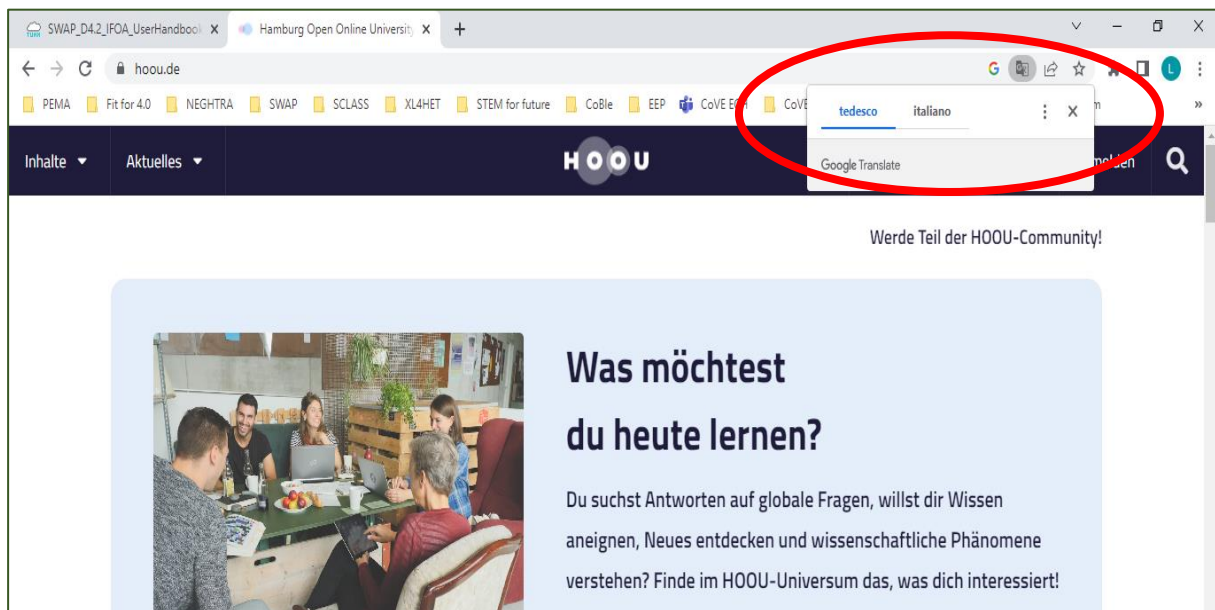 SWAP_D4.2_IFOA_UserHandbook
Hamburg Open Online University
hoou.de
G
L
PEMA
Fit for 4.0
NEGHTRA
SWAP
SCLASS
XL4HET
STEM for future
CoBle
EEP
CoVE
CoVE
tedesco
italiano
Google Translate
Inhalte
Aktuelles
HOOU
melden
Werde Teil der HOOU-Community!
Was möchtest
du heute lernen?
Du suchst Antworten auf globale Fragen, willst dir Wissen
aneignen, Neues entdecken und wissenschaftliche Phänomene
verstehen? Finde im HOOU-Universum das, was dich interessiert!